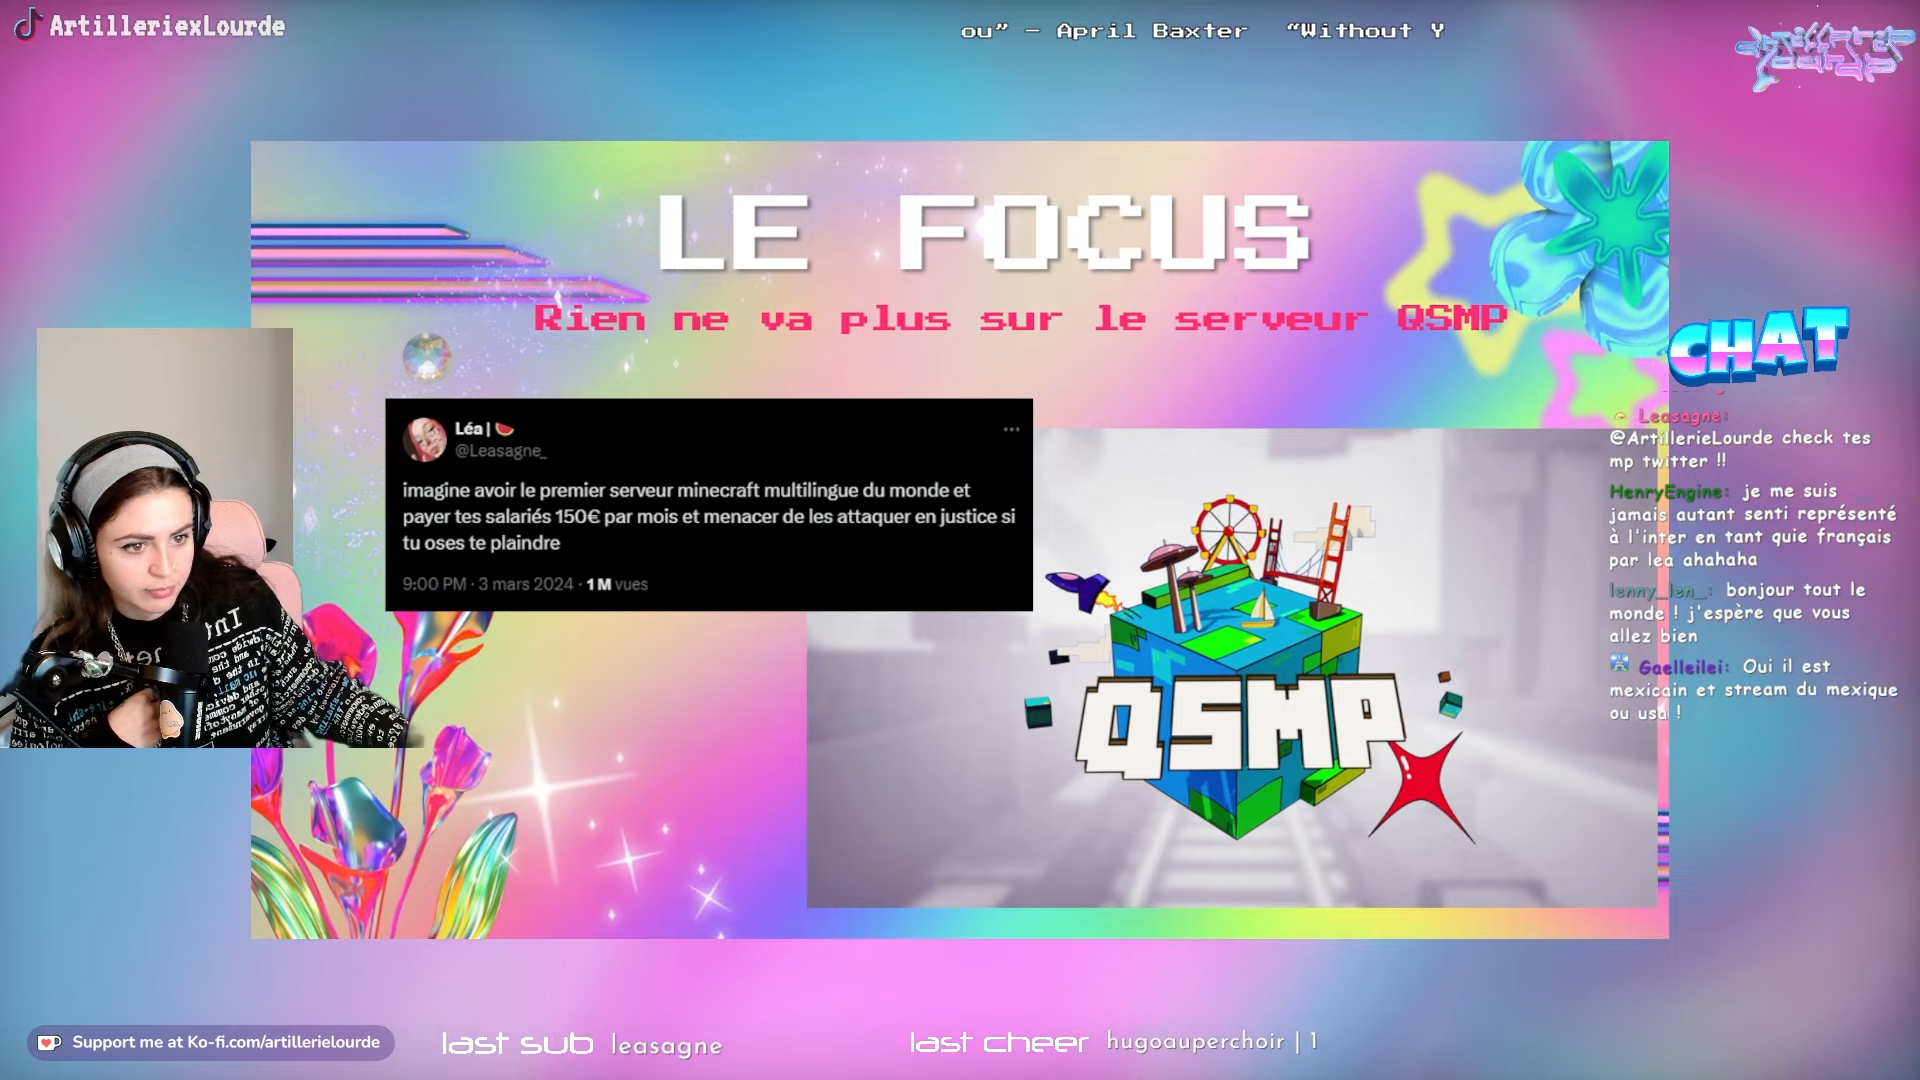 ArtilleriexLourde
ou” – April Baxter “Without Y
LE FOCUS
Rien ne va plus sur le serveur QSMP
Léa |
@Leasagne_
imagine avoir le premier serveur minecraft multilingue du monde et
payer tes salariés 150€ par mois et menacer de les attaquer en justice si
tu oses te plaindre
9:00 PM · 3 mars 2024 · 1 M vues
QSMP
CHAT
Leasagne:
@ArtillerieLourde check tes
mp twitter !!
HenryEngine: je me suis
jamais autant senti représenté
à l'inter en tant quie français
par lea ahahaha
lenny_len_: bonjour tout le
monde ! j'espère que vous
allez bien
Gaelleilei: Oui il est
mexicain et stream du mexique
ou usa !
Support me at Ko-fi.com/artillerielourde
last sub leasagne
last cheer hugoauperchoir | 1